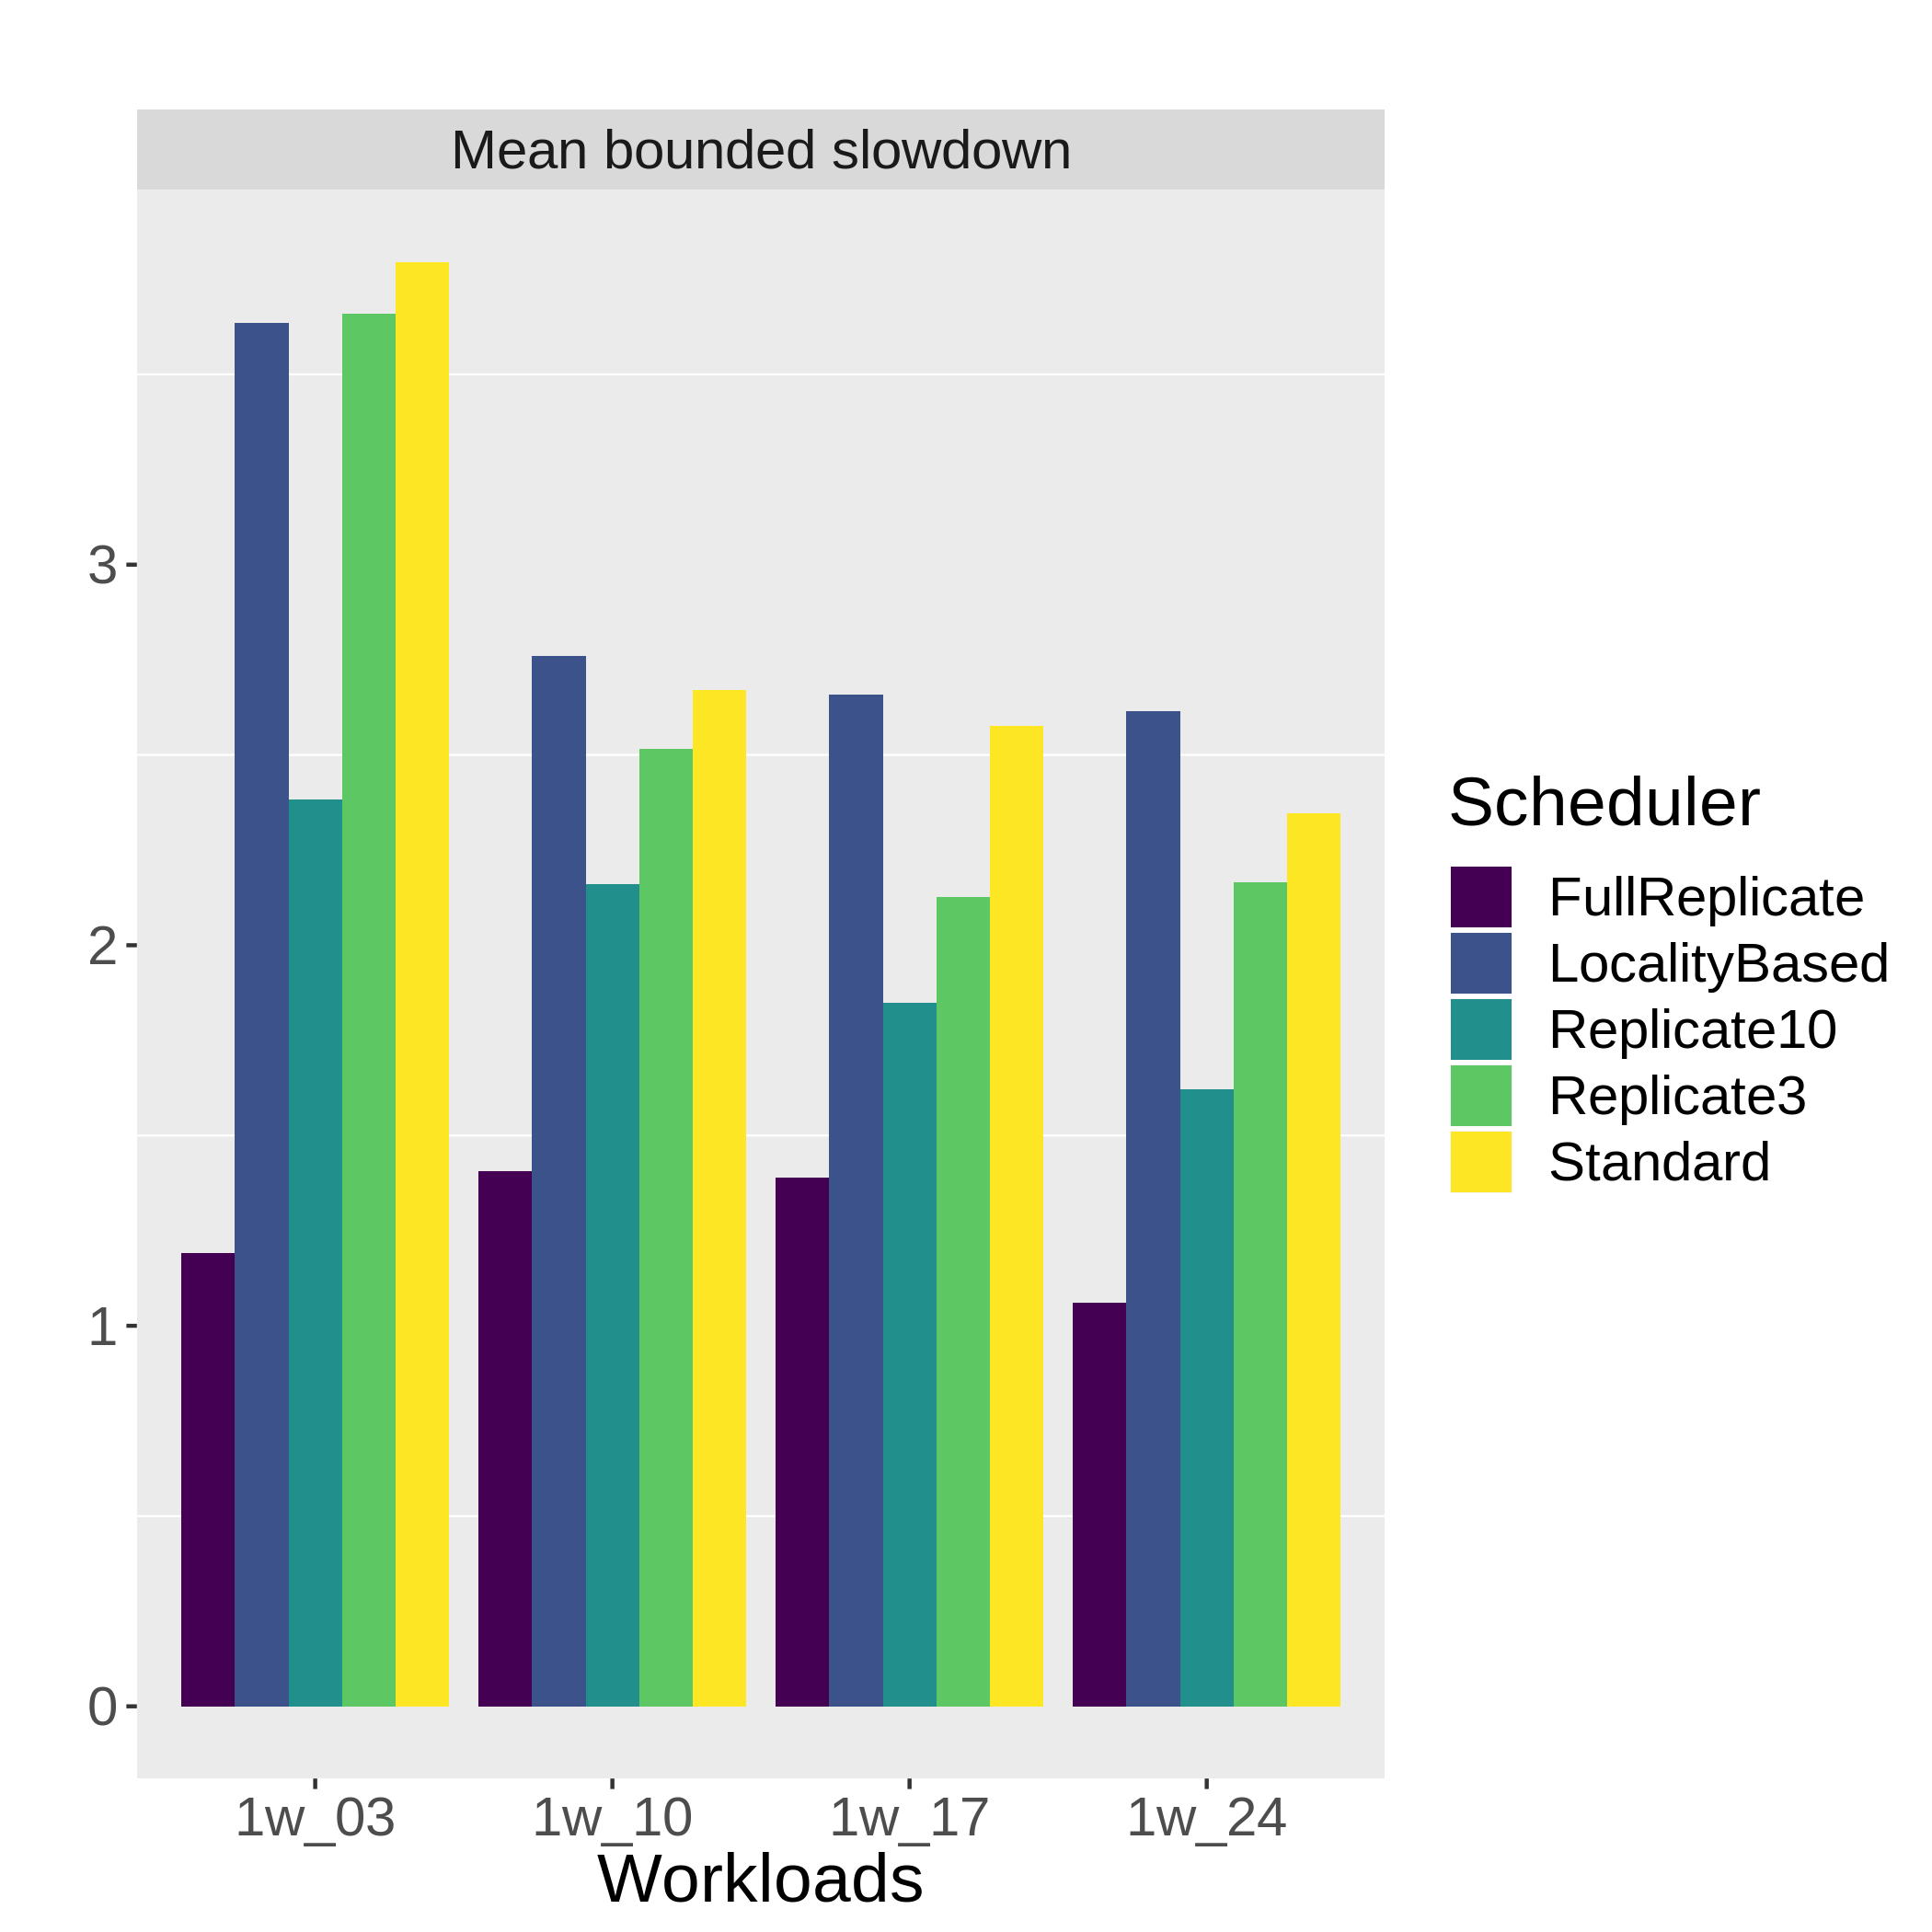 Mean bounded slowdown
3
2
1
0
1w_03 1w_10 1w_17 1w_24
Workloads
Scheduler
FullReplicate
LocalityBased
Replicate10
Replicate3
Standard